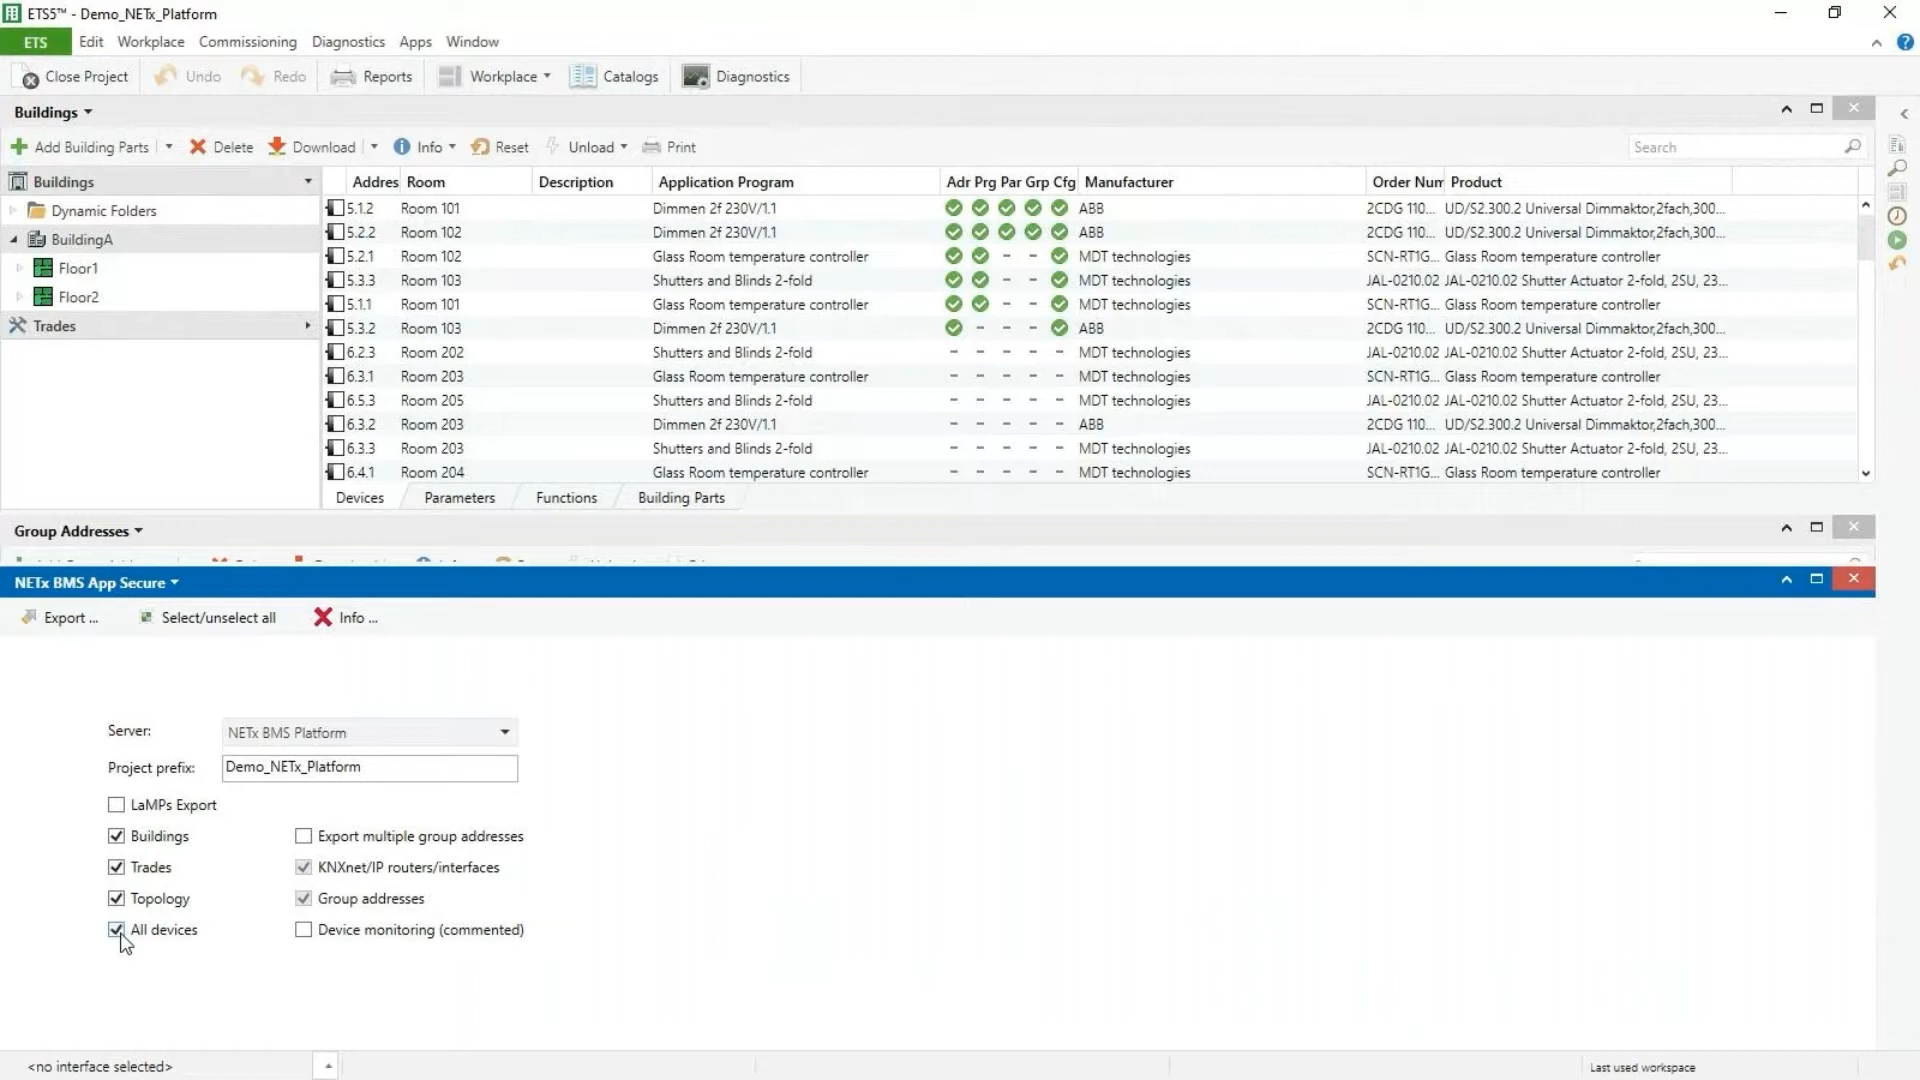 ETS5™ - Demo_NETx_Platform
ETS Edit Workplace Commissioning Diagnostics Apps Window
Close Project Undo Redo Reports Workplace Catalogs Diagnostics
Buildings
Add Building Parts Delete Download Info Reset Unload Print Search
Buildings
Dynamic Folders
BuildingA
Floor1
Floor2
Trades
Addres Room Description Application Program Adr Prg Par Grp Cfg Manufacturer Order Num Product
5.1.2 Room 101 Dimmen 2f 230V/1.1 ABB 2CDG 110... UD/S2.300.2 Universal Dimmaktor,2fach,300...
5.2.2 Room 102 Dimmen 2f 230V/1.1 ABB 2CDG 110... UD/S2.300.2 Universal Dimmaktor,2fach,300...
5.2.1 Room 102 Glass Room temperature controller - - MDT technologies SCN-RT1G... Glass Room temperature controller
5.3.3 Room 103 Shutters and Blinds 2-fold - - MDT technologies JAL-0210.02 JAL-0210.02 Shutter Actuator 2-fold, 2SU, 23...
5.1.1 Room 101 Glass Room temperature controller - - MDT technologies SCN-RT1G... Glass Room temperature controller
5.3.2 Room 103 Dimmen 2f 230V/1.1 - - - ABB 2CDG 110... UD/S2.300.2 Universal Dimmaktor,2fach,300...
6.2.3 Room 202 Shutters and Blinds 2-fold - - - - - MDT technologies JAL-0210.02 JAL-0210.02 Shutter Actuator 2-fold, 2SU, 23...
6.3.1 Room 203 Glass Room temperature controller - - - - - MDT technologies SCN-RT1G... Glass Room temperature controller
6.5.3 Room 205 Shutters and Blinds 2-fold - - - - - MDT technologies JAL-0210.02 JAL-0210.02 Shutter Actuator 2-fold, 2SU, 23...
6.3.2 Room 203 Dimmen 2f 230V/1.1 - - - - - ABB 2CDG 110... UD/S2.300.2 Universal Dimmaktor,2fach,300...
6.3.3 Room 203 Shutters and Blinds 2-fold - - - - - MDT technologies JAL-0210.02 JAL-0210.02 Shutter Actuator 2-fold, 2SU, 23...
6.4.1 Room 204 Glass Room temperature controller - - - - - MDT technologies SCN-RT1G... Glass Room temperature controller
Devices Parameters Functions Building Parts
Group Addresses
NETx BMS App Secure
Export ... Select/unselect all Info ...
Server: NETx BMS Platform
Project prefix: Demo_NETx_Platform
LaMPs Export
Buildings Export multiple group addresses
Trades KNXnet/IP routers/interfaces
Topology Group addresses
All devices Device monitoring (commented)
<no interface selected> Last used workspace